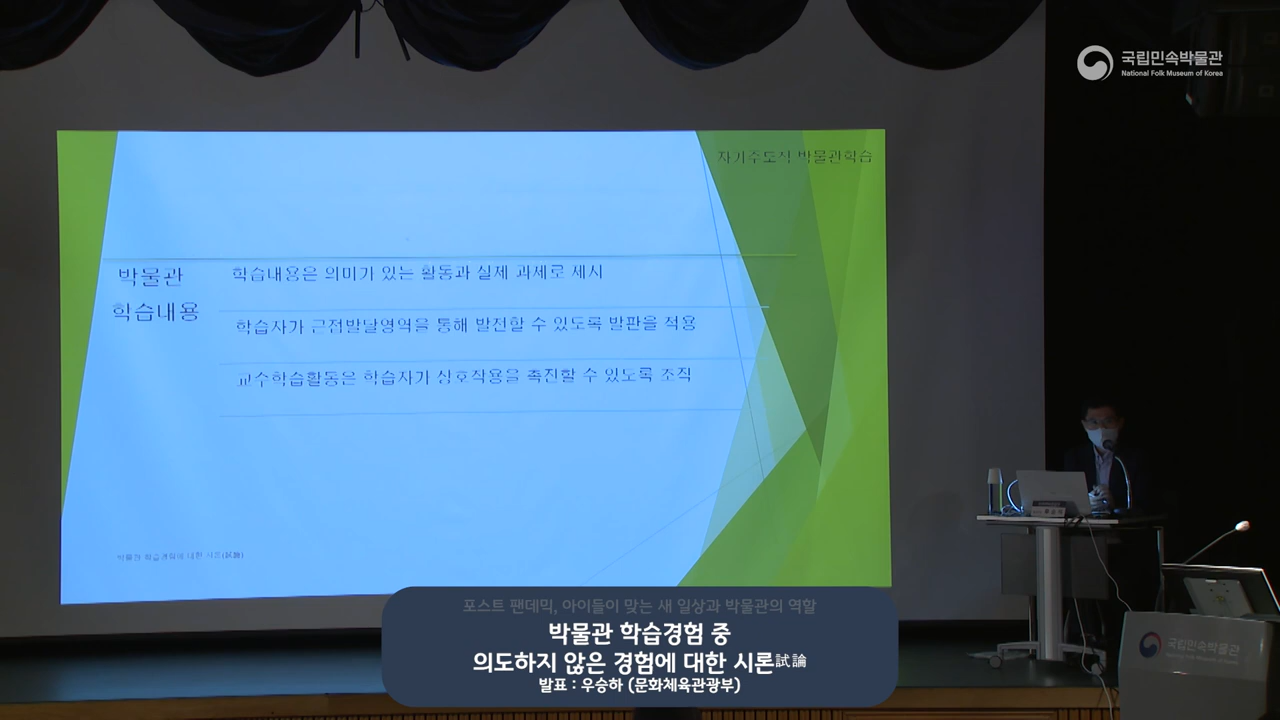 국립민속박물관
National Folk Museum of Korea
자기주도식 박물관학습
박물관
학습내용
학습내용은 의미가 있는 활동과 실제 과제로 제시
학습자가 근접발달영역을 통해 발전할 수 있도록 발판을 적용
교수학습활동은 학습자가 상호작용을 촉진할 수 있도록 조직
박물관 학습경험에 대한 시론(試論)
국립민속박물관
National Folk Museum of Korea
포스트 팬데믹, 아이들이 맞는 새 일상과 박물관의 역할
박물관 학습경험 중
의도하지 않은 경험에 대한 시론試論
발표 : 우승하 (문화체육관광부)